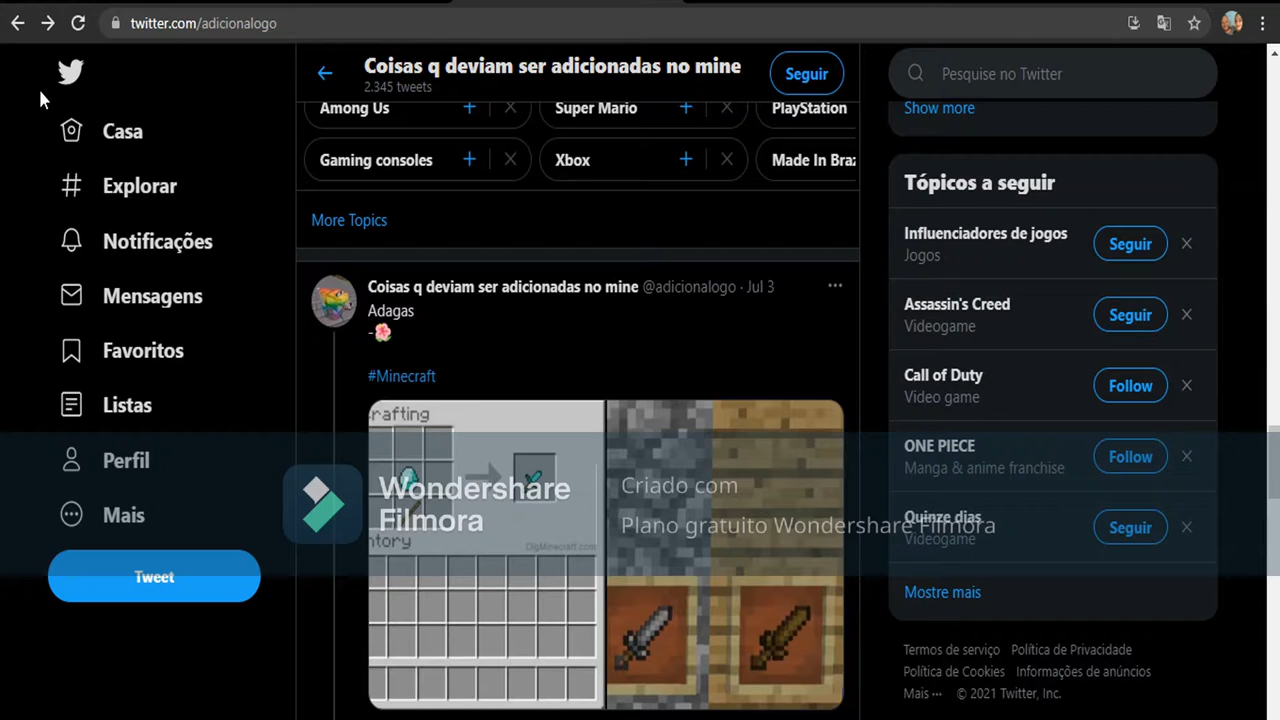 twitter.com/adicionalogo
Coisas q deviam ser adicionadas no mine
2.345 tweets
Seguir
Pesquise no Twitter
Casa
Explorar
Notificações
Mensagens
Favoritos
Listas
Perfil
Mais
Tweet
Among Us
Super Mario
PlayStation
Gaming consoles
Xbox
Made In Braz
More Topics
Coisas q deviam ser adicionadas no mine @adicionalogo · Jul 3
Adagas
-🌺
#Minecraft
rafting
ntory
DigMinecraft.com
Wondershare
Filmora
Criado com
Plano gratuito Wondershare Filmora
Show more
Tópicos a seguir
Influenciadores de jogos
Jogos
Seguir
Assassin's Creed
Videogame
Seguir
Call of Duty
Video game
Follow
ONE PIECE
Manga & anime franchise
Follow
Quinze dias
Videogame
Seguir
Mostre mais
Termos de serviço Política de Privacidade
Política de Cookies Informações de anúncios
Mais ··· © 2021 Twitter, Inc.